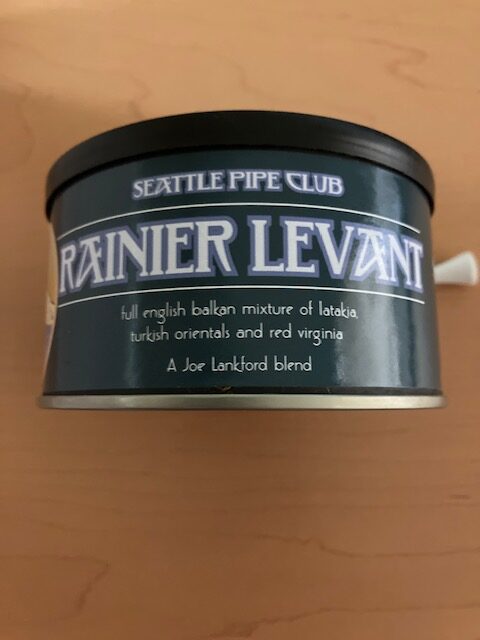 SEATTLE PIPE CLUB
RAINIER LEVANT
full english balkan mixture of latakia,
turkish orientals and red virginia
A Joe Lankford blend